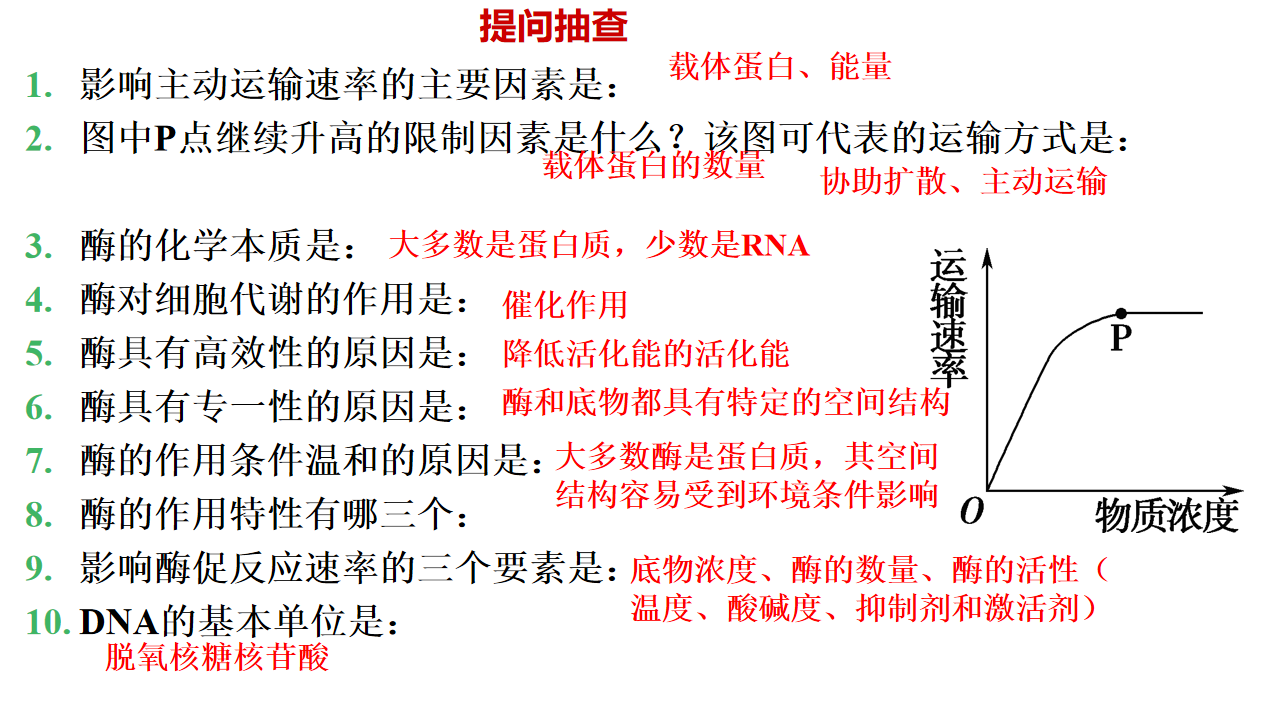 提问抽查
1. 影响主动运输速率的主要因素是：
载体蛋白、能量
2. 图中P点继续升高的限制因素是什么？该图可代表的运输方式是：
载体蛋白的数量
协助扩散、主动运输
3. 酶的化学本质是：
大多数是蛋白质，少数是RNA
4. 酶对细胞代谢的作用是：
催化作用
5. 酶具有高效性的原因是：
降低活化能的活化能
6. 酶具有专一性的原因是：
酶和底物都具有特定的空间结构
7. 酶的作用条件温和的原因是：
大多数酶是蛋白质，其空间
结构容易受到环境条件影响
8. 酶的作用特性有哪三个：
9. 影响酶促反应速率的三个要素是：
底物浓度、酶的数量、酶的活性（
温度、酸碱度、抑制剂和激活剂）
10. DNA的基本单位是：
脱氧核糖核苷酸
运输速率
P
O
物质浓度